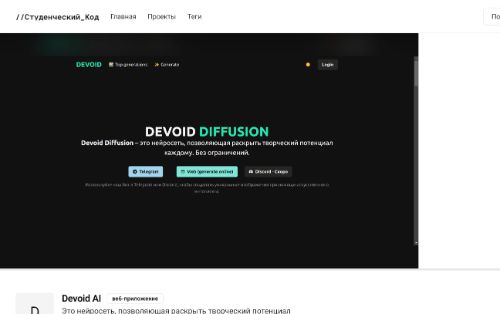 //Студенческий_Код Главная Проекты Теги По
DEVOID Top generations Generate Login
DEVOID DIFFUSION
Devoid Diffusion – это нейросеть, позволяющая раскрыть творческий потенциал
каждому. Без ограничений.
Telegram Web (generate online) Discord - Скоро
D Devoid AI веб-приложение
Это нейросеть, позволяющая раскрыть творческий потенциал